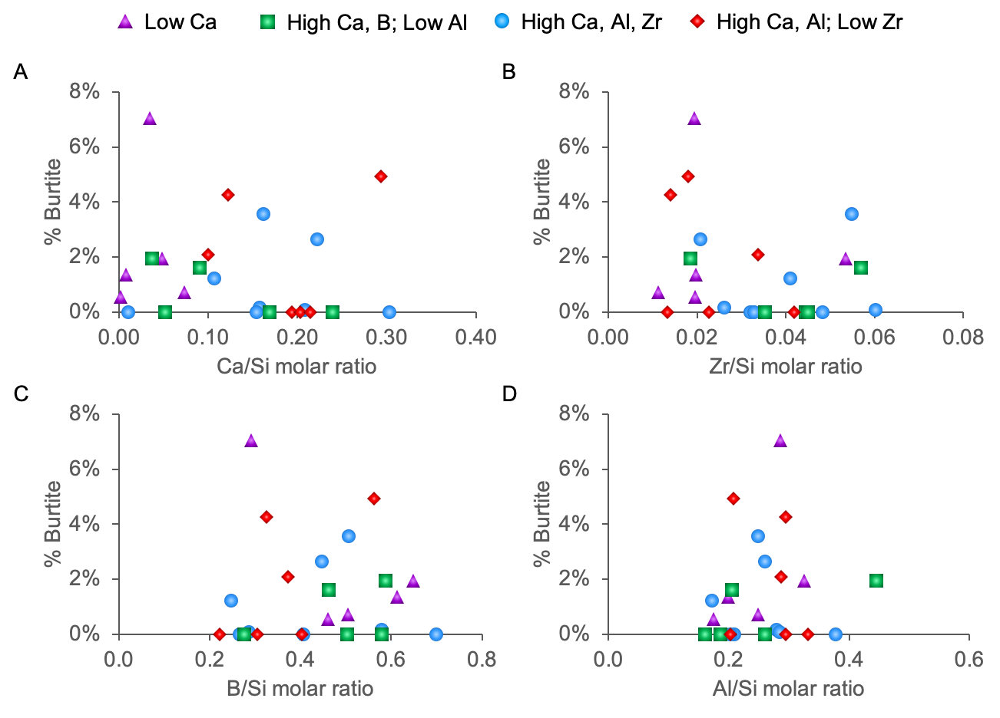 Low Ca High Ca, B; Low Al High Ca, Al, Zr High Ca, Al; Low Zr
A
8%
6%
4%
2%
0%
% Burtite
0.00 0.10 0.20 0.30 0.40
Ca/Si molar ratio
B
8%
6%
4%
2%
0%
% Burtite
0.00 0.02 0.04 0.06 0.08
Zr/Si molar ratio
C
8%
6%
4%
2%
0%
% Burtite
0.0 0.2 0.4 0.6 0.8
B/Si molar ratio
D
8%
6%
4%
2%
0%
% Burtite
0.0 0.2 0.4 0.6
Al/Si molar ratio